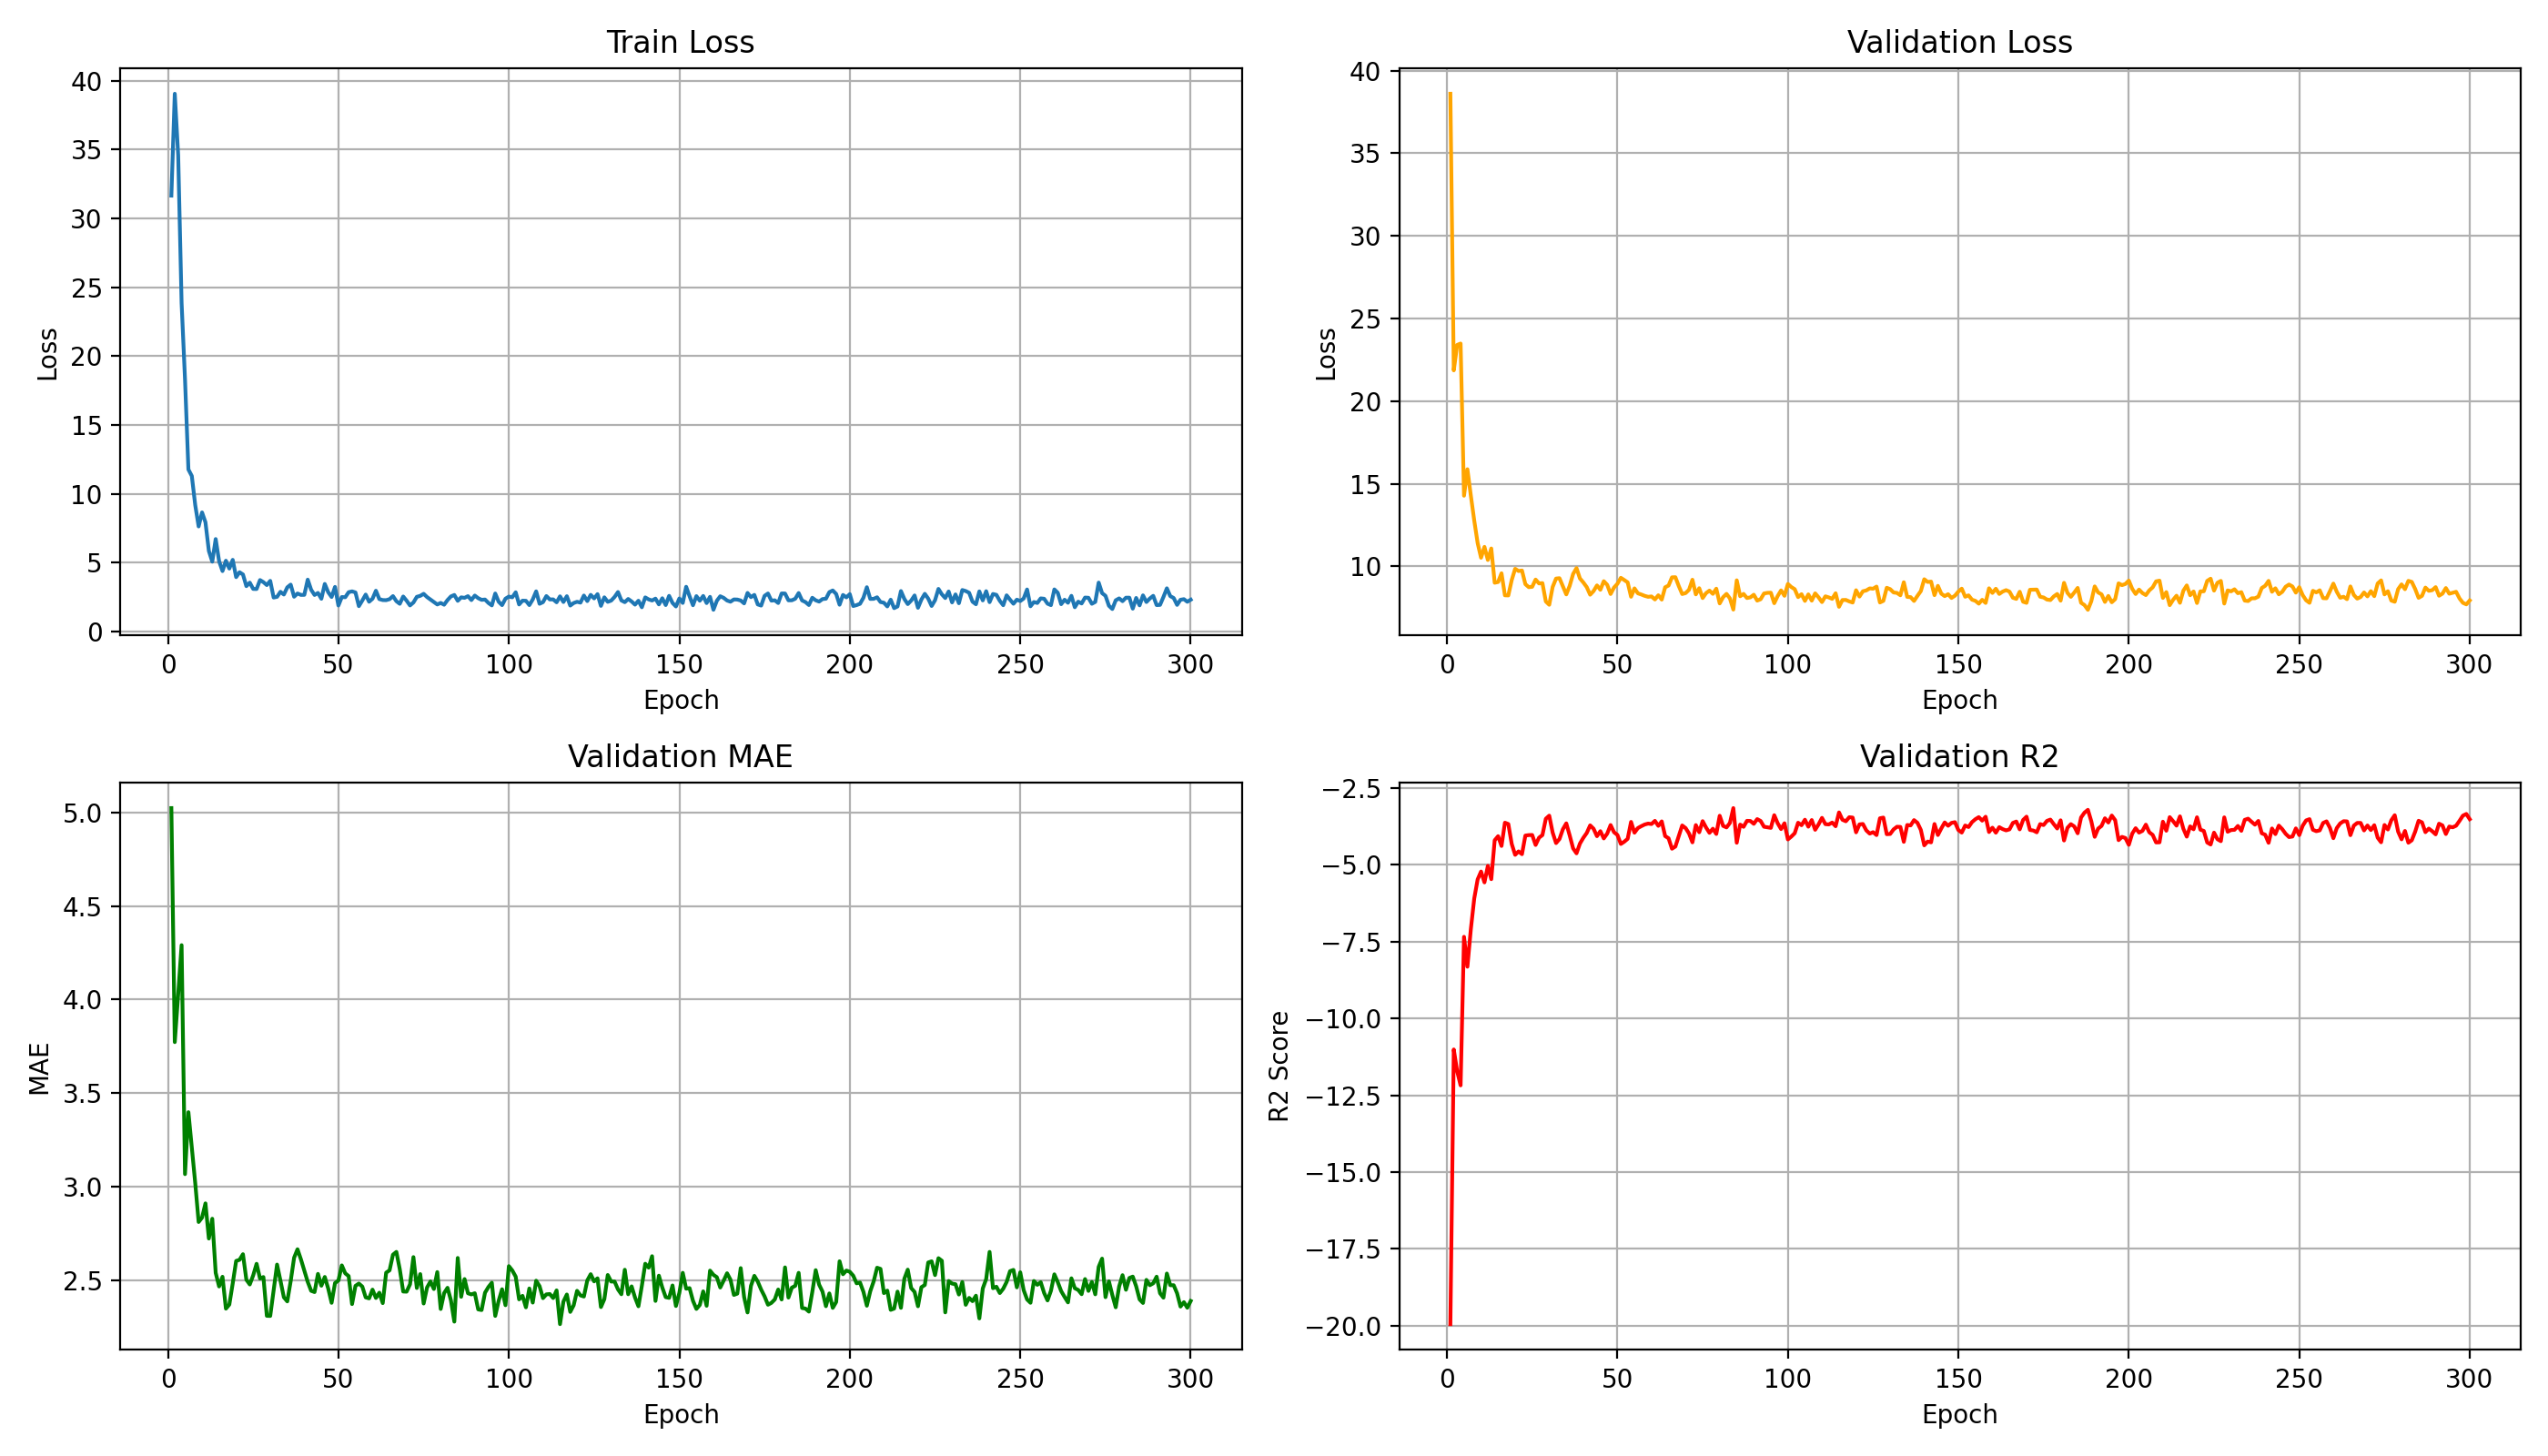 Train Loss
40
35
30
25
20
15
10
5
0
Loss
0 50 100 150 200 250 300
Epoch
Validation Loss
40
35
30
25
20
15
10
Loss
0 50 100 150 200 250 300
Epoch
Validation MAE
5.0
4.5
4.0
3.5
3.0
2.5
MAE
0 50 100 150 200 250 300
Epoch
Validation R2
−2.5
−5.0
−7.5
−10.0
−12.5
−15.0
−17.5
−20.0
R2 Score
0 50 100 150 200 250 300
Epoch